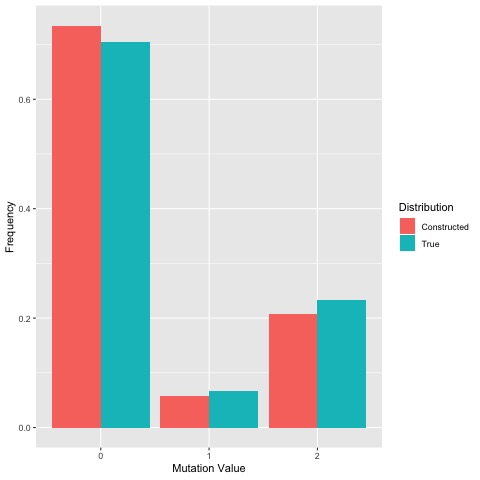 Frequency
0.6
0.4
0.2
0.0
0
1
2
Mutation Value
Distribution
Constructed
True